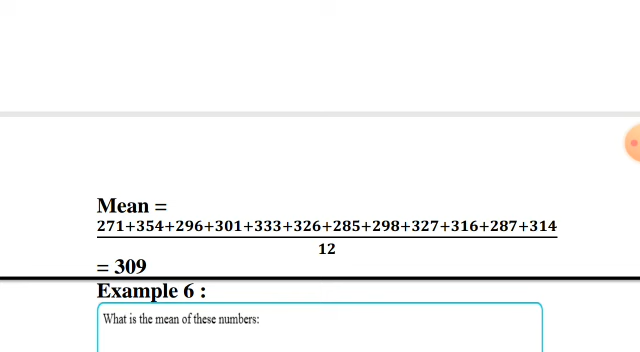 Mean =
271+354+296+301+333+326+285+298+327+316+287+314
12
= 309
Example 6 :
What is the mean of these numbers: